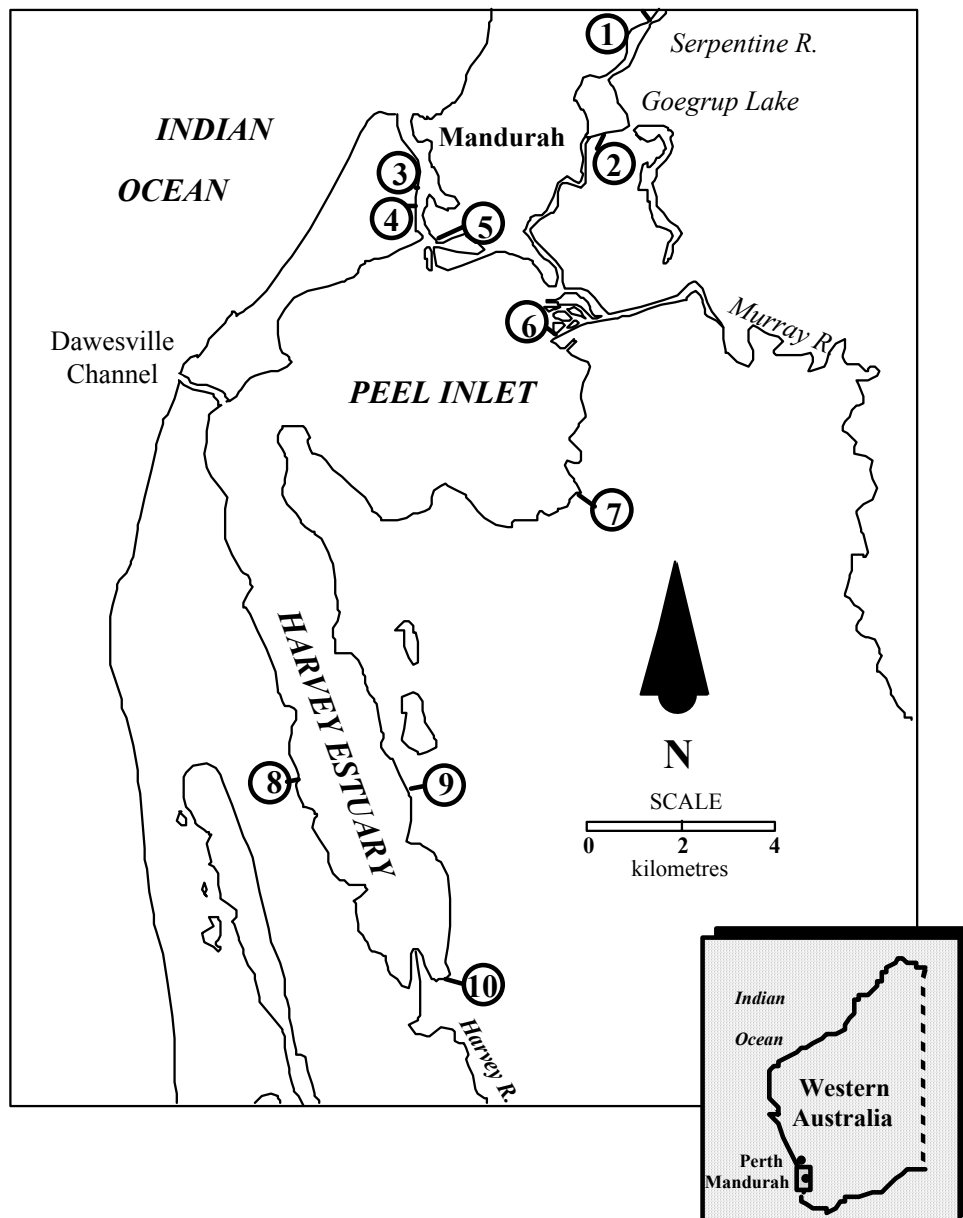 1
Serpentine R.
Goegrup Lake
INDIAN
OCEAN
Mandurah
2
3
4
5
6
Murray R.
Dawesville
Channel
PEEL INLET
7
HARVEY ESTUARY
N
8
9
SCALE
0 2 4
kilometres
10
Harvey R.
Indian
Ocean
Western
Australia
Perth
Mandurah